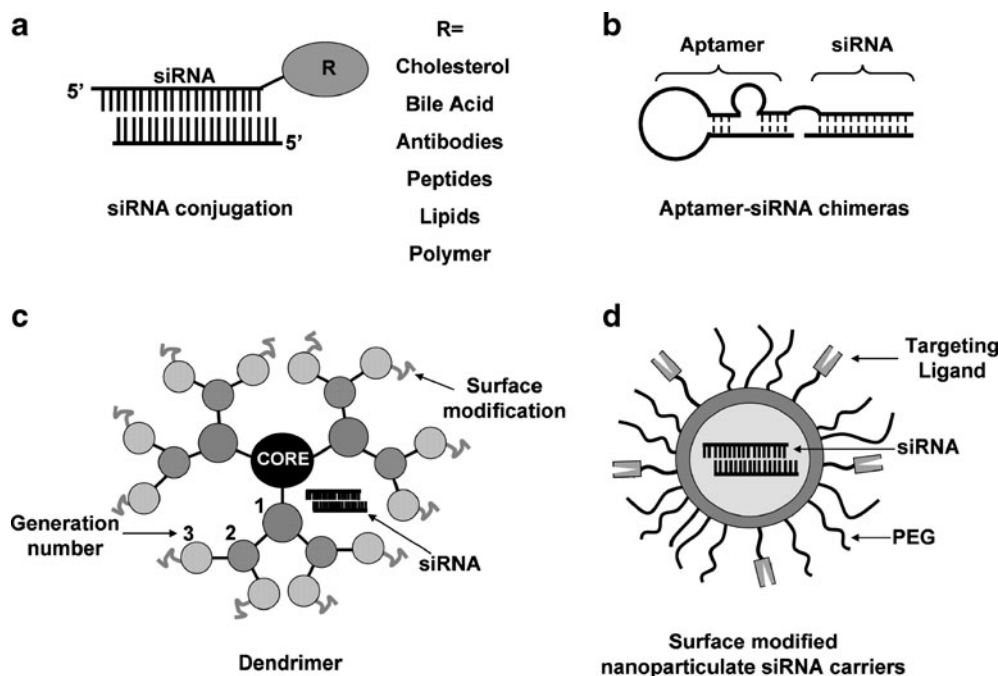 a
siRNA
5’
5’
R
siRNA conjugation
R=
Cholesterol
Bile Acid
Antibodies
Peptides
Lipids
Polymer
b
Aptamer
siRNA
Aptamer-siRNA chimeras
c
CORE
Surface
modification
1
2
3
Generation
number
siRNA
Dendrimer
d
Targeting
Ligand
siRNA
PEG
Surface modified
nanoparticulate siRNA carriers